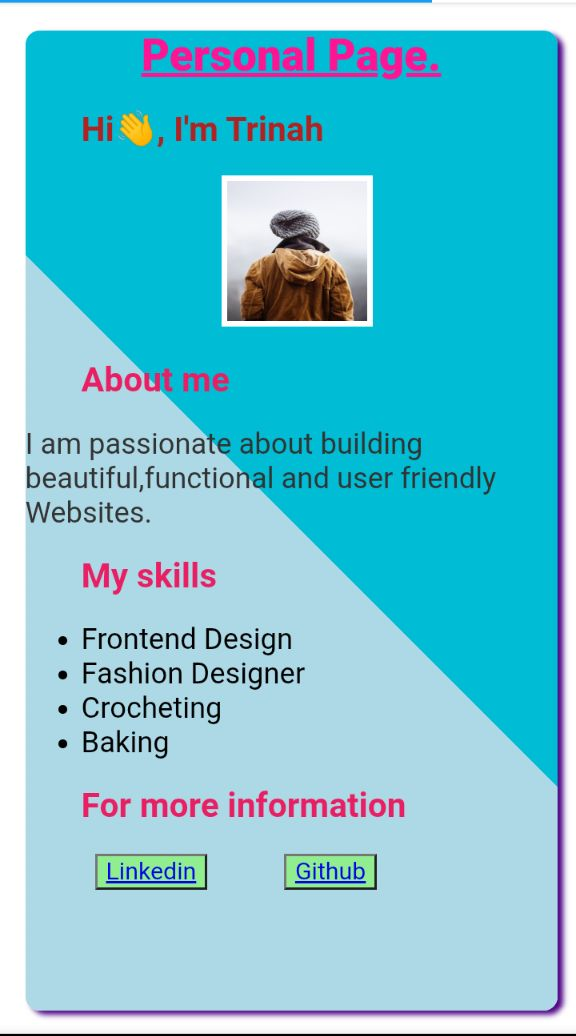 Personal Page.
Hi👋, I'm Trinah
About me
I am passionate about building
beautiful,functional and user friendly
Websites.
My skills
Frontend Design
Fashion Designer
Crocheting
Baking
For more information
Linkedin
Github